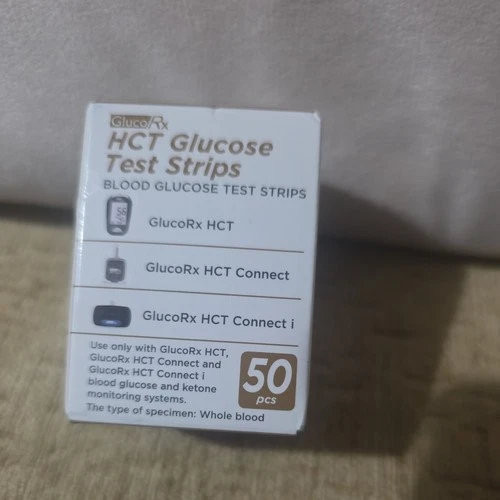 GlucoRx
HCT Glucose
Test Strips
BLOOD GLUCOSE TEST STRIPS
GlucoRx HCT
GlucoRx HCT Connect
GlucoRx HCT Connect i
Use only with GlucoRx HCT,
GlucoRx HCT Connect and
GlucoRx HCT Connect i
blood glucose and ketone
monitoring systems.
The type of specimen: Whole blood
50
pcs